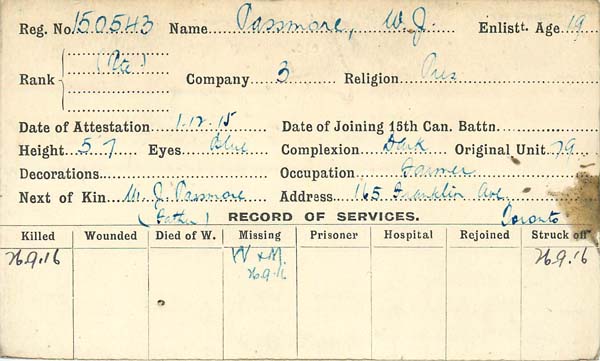 Reg. No. 150543 Name Passmore, W. J. Enlistt. Age 19
Rank (Pte) Company 3 Religion Pres
Date of Attestation 1.12.15 Date of Joining 15th Can. Battn.
Height 5 7 Eyes Blue Complexion Dark Original Unit 79
Decorations Occupation Farmer
Next of Kin W. J. Passmore Address 165 Franklin Ave,
(Father) RECORD OF SERVICES. Toronto
Killed Wounded Died of W. Missing Prisoner Hospital Rejoined Struck off
26.9.16 W & M. 26.9.16
26.9.16